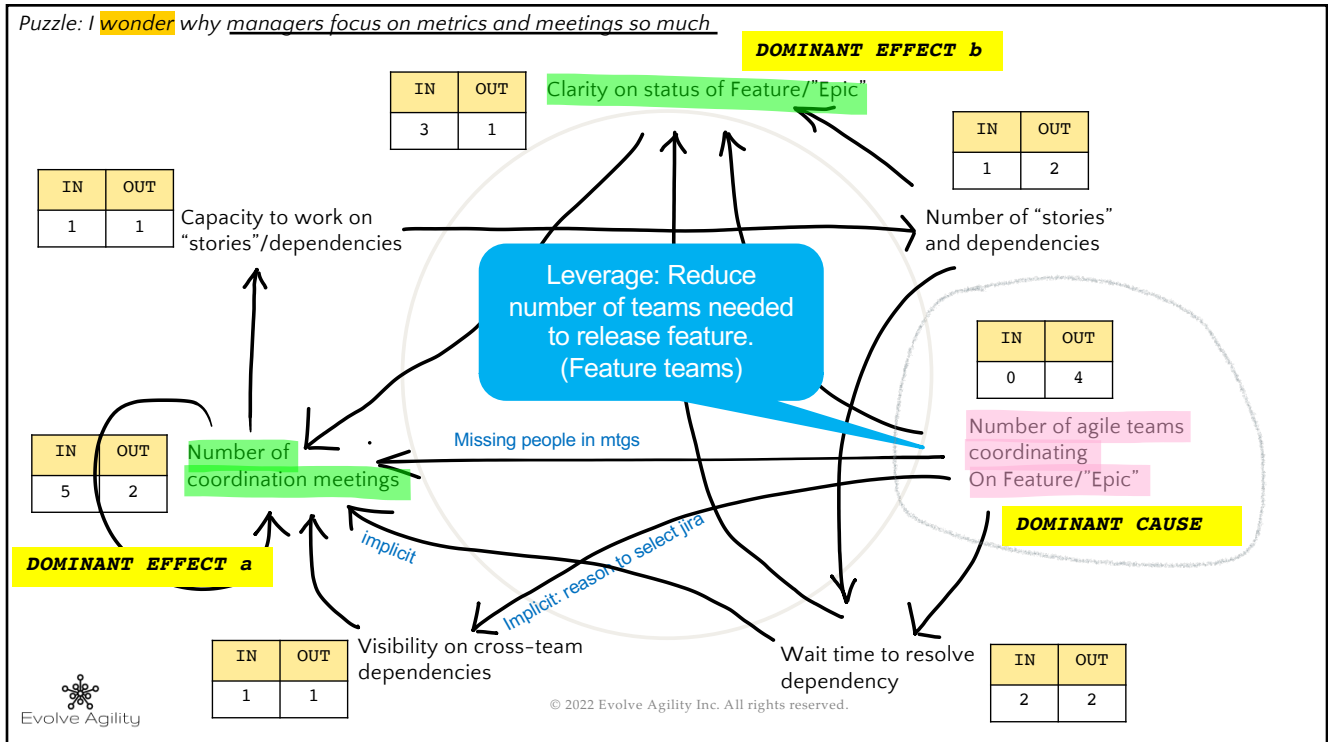 Puzzle: I wonder why managers focus on metrics and meetings so much
DOMINANT EFFECT b
IN OUT
3 1
Clarity on status of Feature/"Epic"
IN OUT
1 2
IN OUT
1 1
Capacity to work on
“stories”/dependencies
Number of “stories”
and dependencies
Leverage: Reduce
number of teams needed
to release feature.
(Feature teams)
IN OUT
0 4
Number of agile teams
coordinating
On Feature/"Epic"
DOMINANT CAUSE
Missing people in mtgs
IN OUT
5 2
Number of
coordination meetings
DOMINANT EFFECT a
implicit
Implicit: reason to select jira
IN OUT
1 1
Visibility on cross-team
dependencies
Wait time to resolve
dependency
IN OUT
2 2
Evolve Agility
© 2022 Evolve Agility Inc. All rights reserved.